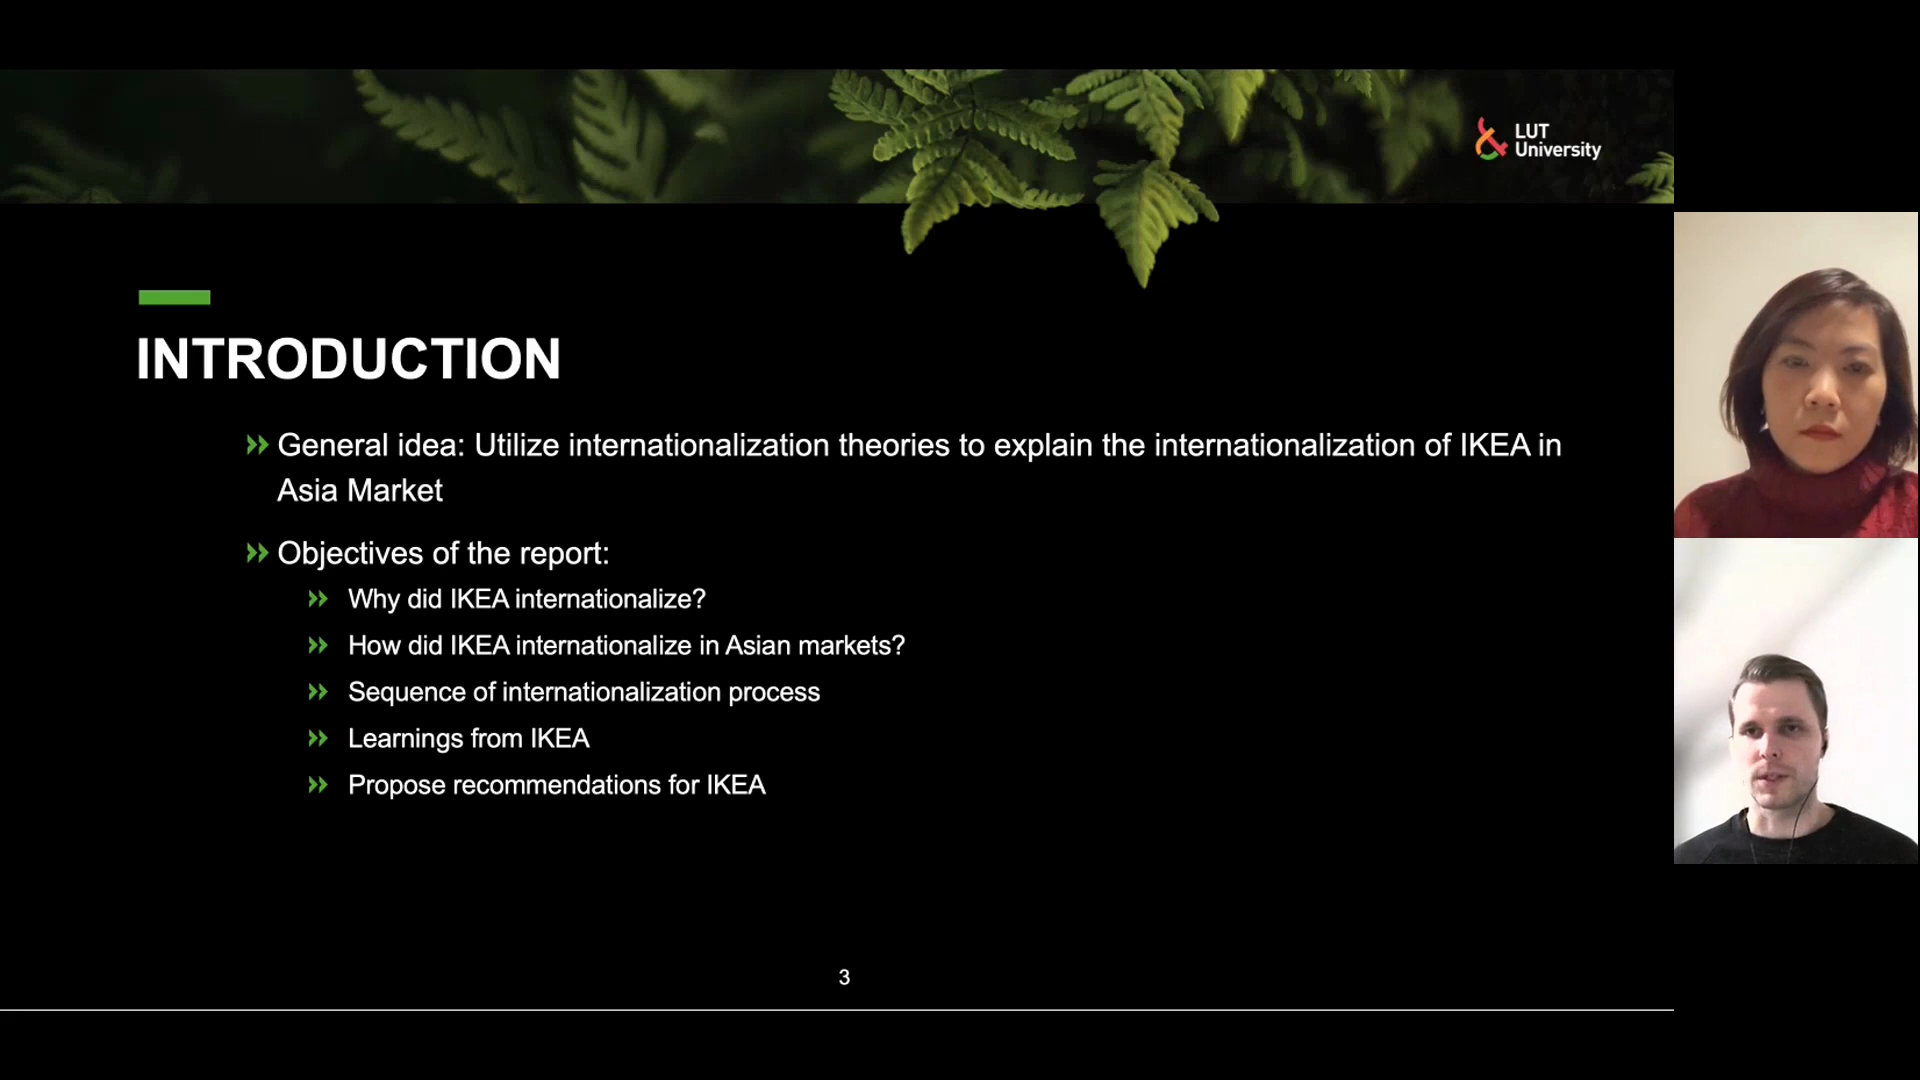 LUT
University
INTRODUCTION
General idea: Utilize internationalization theories to explain the internationalization of IKEA in
Asia Market
Objectives of the report:
Why did IKEA internationalize?
How did IKEA internationalize in Asian markets?
Sequence of internationalization process
Learnings from IKEA
Propose recommendations for IKEA
3